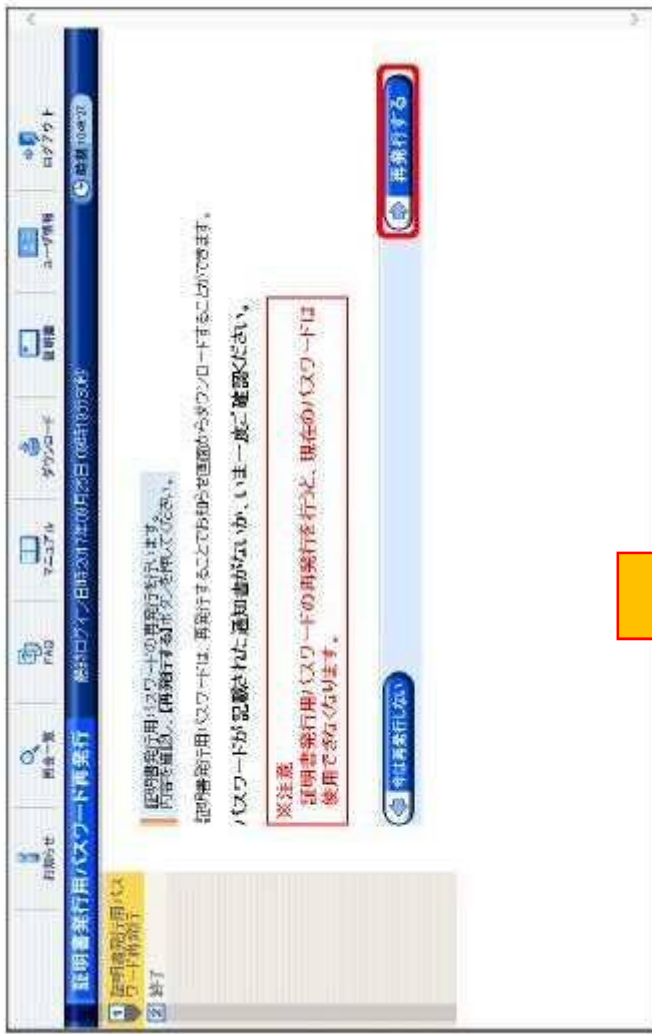 お知らせ
照会一覧
FAQ
マニュアル
ダウンロード
証明書
ユーザ情報
ログアウト
証明書発行用パスワード再発行
時刻
1 証明書発行用パス
ワード再発行
2 終了
証明書発行用パスワードの再発行を行います。
内容を確認し、【再発行する】ボタンを押してください。
証明書発行用パスワードは、再発行することでお知らせ画面からダウンロードすることができます。
パスワードが記載された通知書がないか、いま一度ご確認ください。
※注意
証明書発行用パスワードの再発行を行うと、現在のパスワードは
使用できなくなります。
今は再発行しない
再発行する